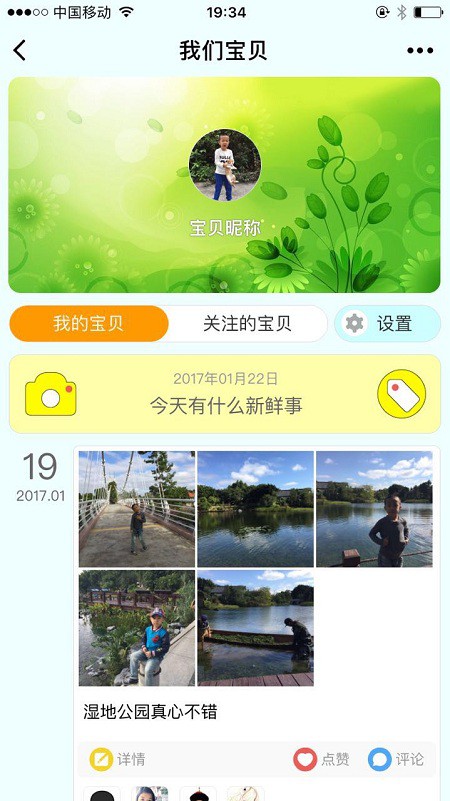 中国移动 19:34
我们宝贝
宝贝昵称
我的宝贝 关注的宝贝 设置
2017年01月22日
今天有什么新鲜事
19
2017.01
湿地公园真心不错
详情 点赞 评论